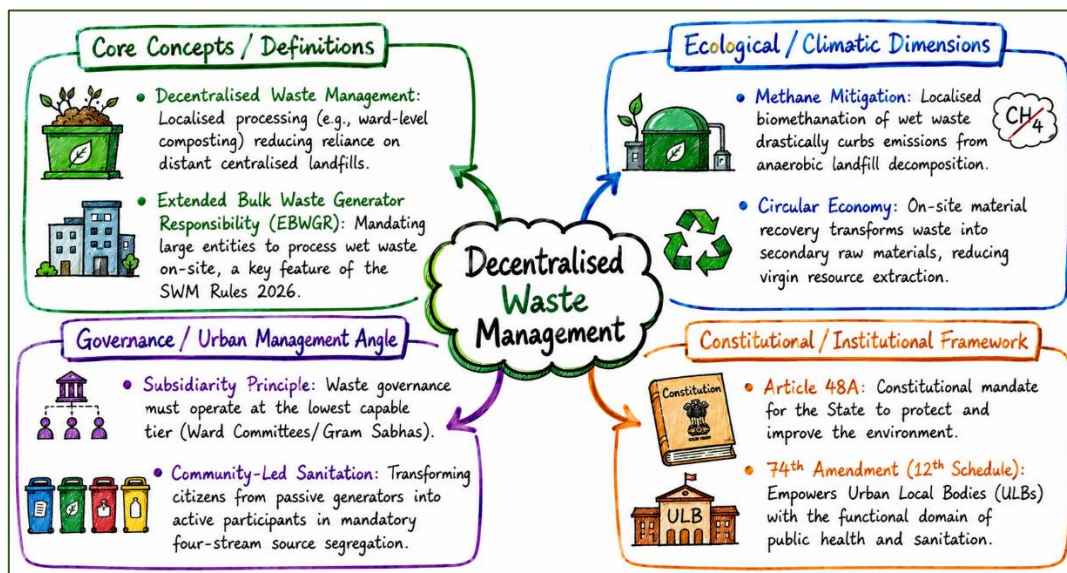 Core Concepts / Definitions
Decentralised Waste Management:
Localised processing (e.g., ward-level
composting) reducing reliance on
distant centralised landfills.
Extended Bulk Waste Generator
Responsibility (EBWGR): Mandating
large entities to process wet waste
on-site, a key feature of the
SWM Rules 2026.
Ecological / Climatic Dimensions
Methane Mitigation: Localised
biomethanation of wet waste
drastically curbs emissions from
anaerobic landfill decomposition.
CH4
Circular Economy: On-site material
recovery transforms waste into
secondary raw materials, reducing
virgin resource extraction.
Decentralised
Waste
Management
Governance / Urban Management Angle
Subsidiarity Principle: Waste governance
must operate at the lowest capable
tier (Ward Committees/Gram Sabhas).
Community-Led Sanitation: Transforming
citizens from passive generators into
active participants in mandatory
four-stream source segregation.
Constitutional / Institutional Framework
Constitution
Article 48A: Constitutional mandate
for the State to protect and
improve the environment.
ULB
74th Amendment (12th Schedule):
Empowers Urban Local Bodies (ULBs)
with the functional domain of
public health and sanitation.